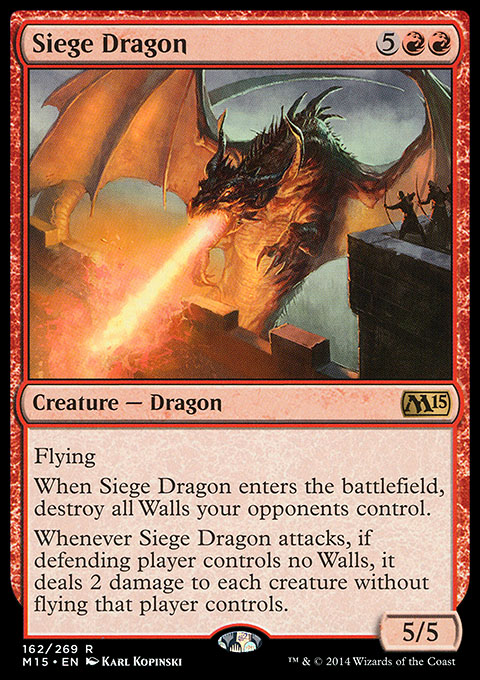 Siege Dragon 5
Creature — Dragon M15
Flying
When Siege Dragon enters the battlefield,
destroy all Walls your opponents control.
Whenever Siege Dragon attacks, if
defending player controls no Walls, it
deals 2 damage to each creature without
flying that player controls.
5/5
162/269 R
M15 • EN Karl Kopinski
™ & © 2014 Wizards of the Coast